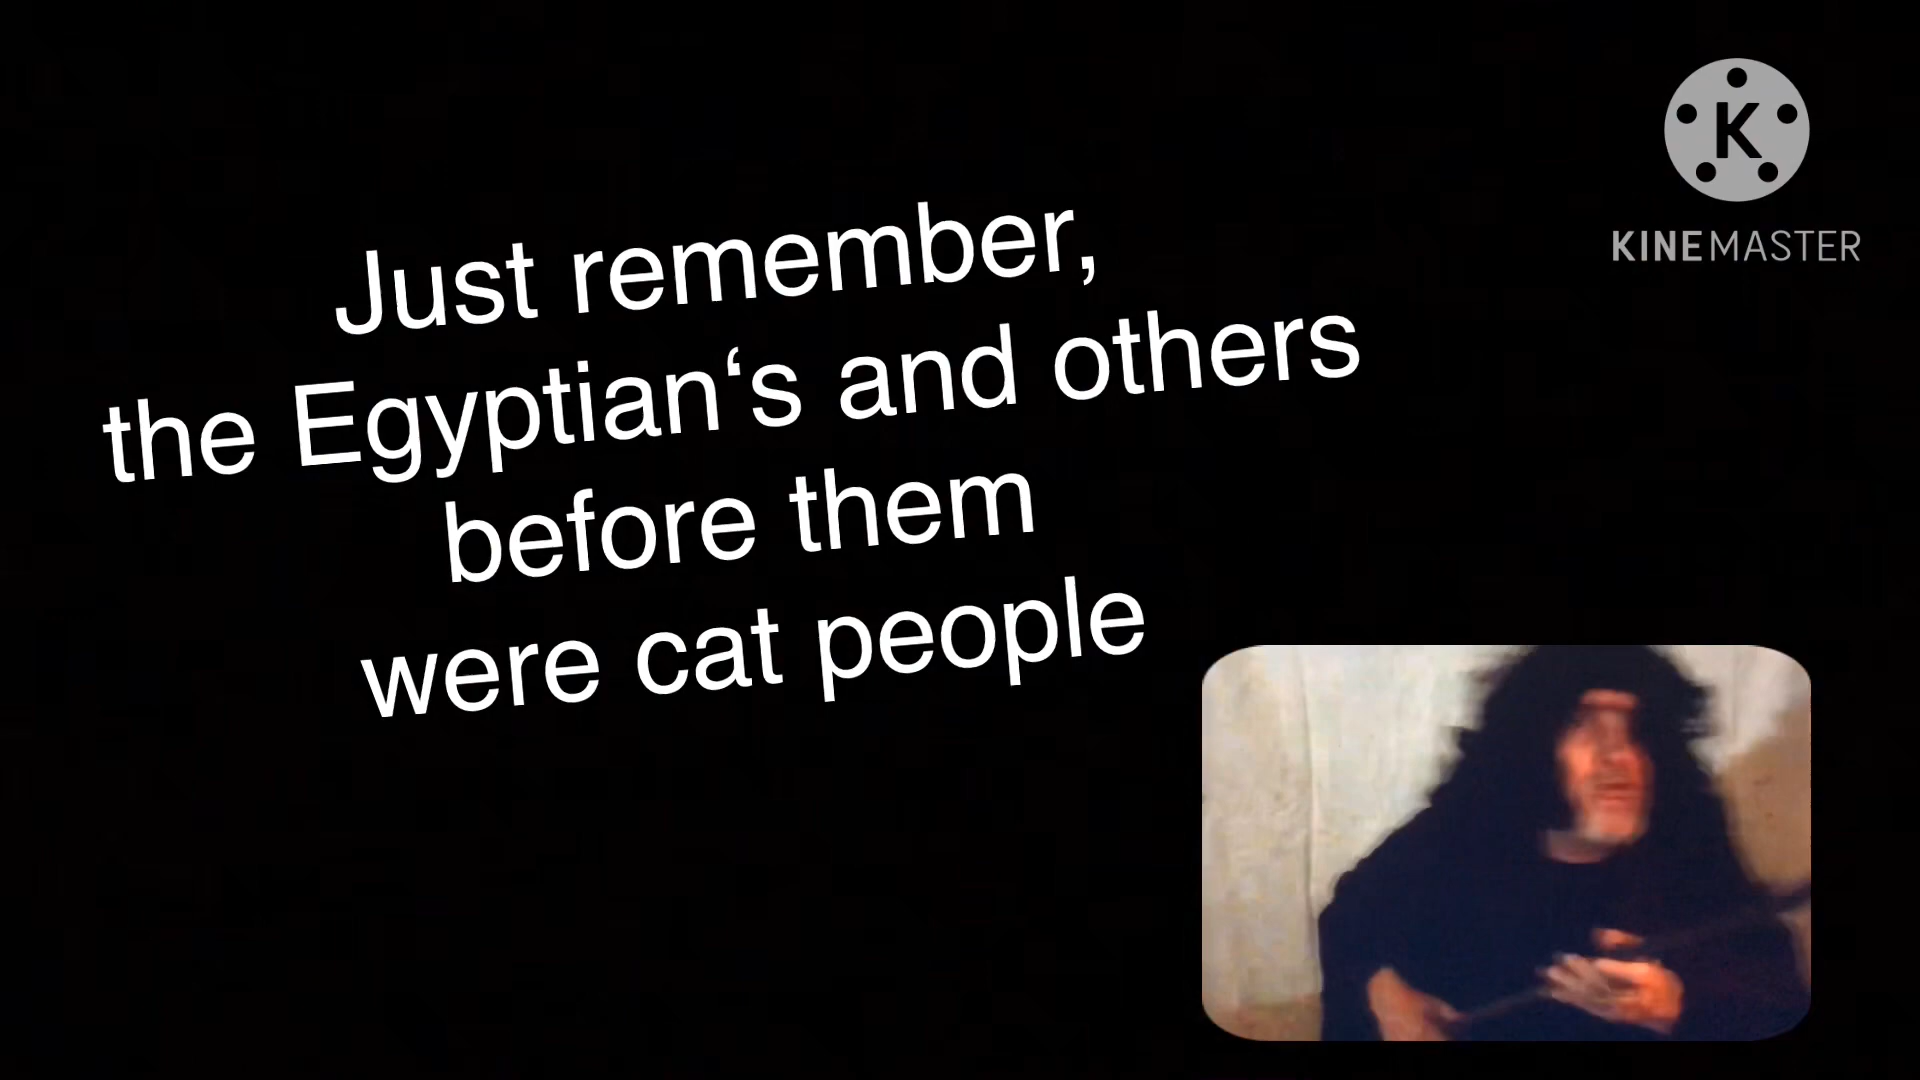 Just remember,
the Egyptian‘s and others
before them
were cat people
K
KINEMASTER